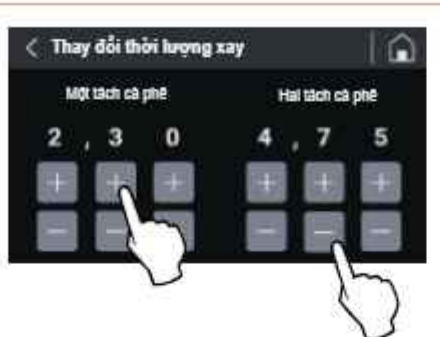 < Thay đổi thời lượng xay
Một tách cà phê Hai tách cà phê
2 , 3 0 4 , 7 5
+ + + + + +
− − − − −